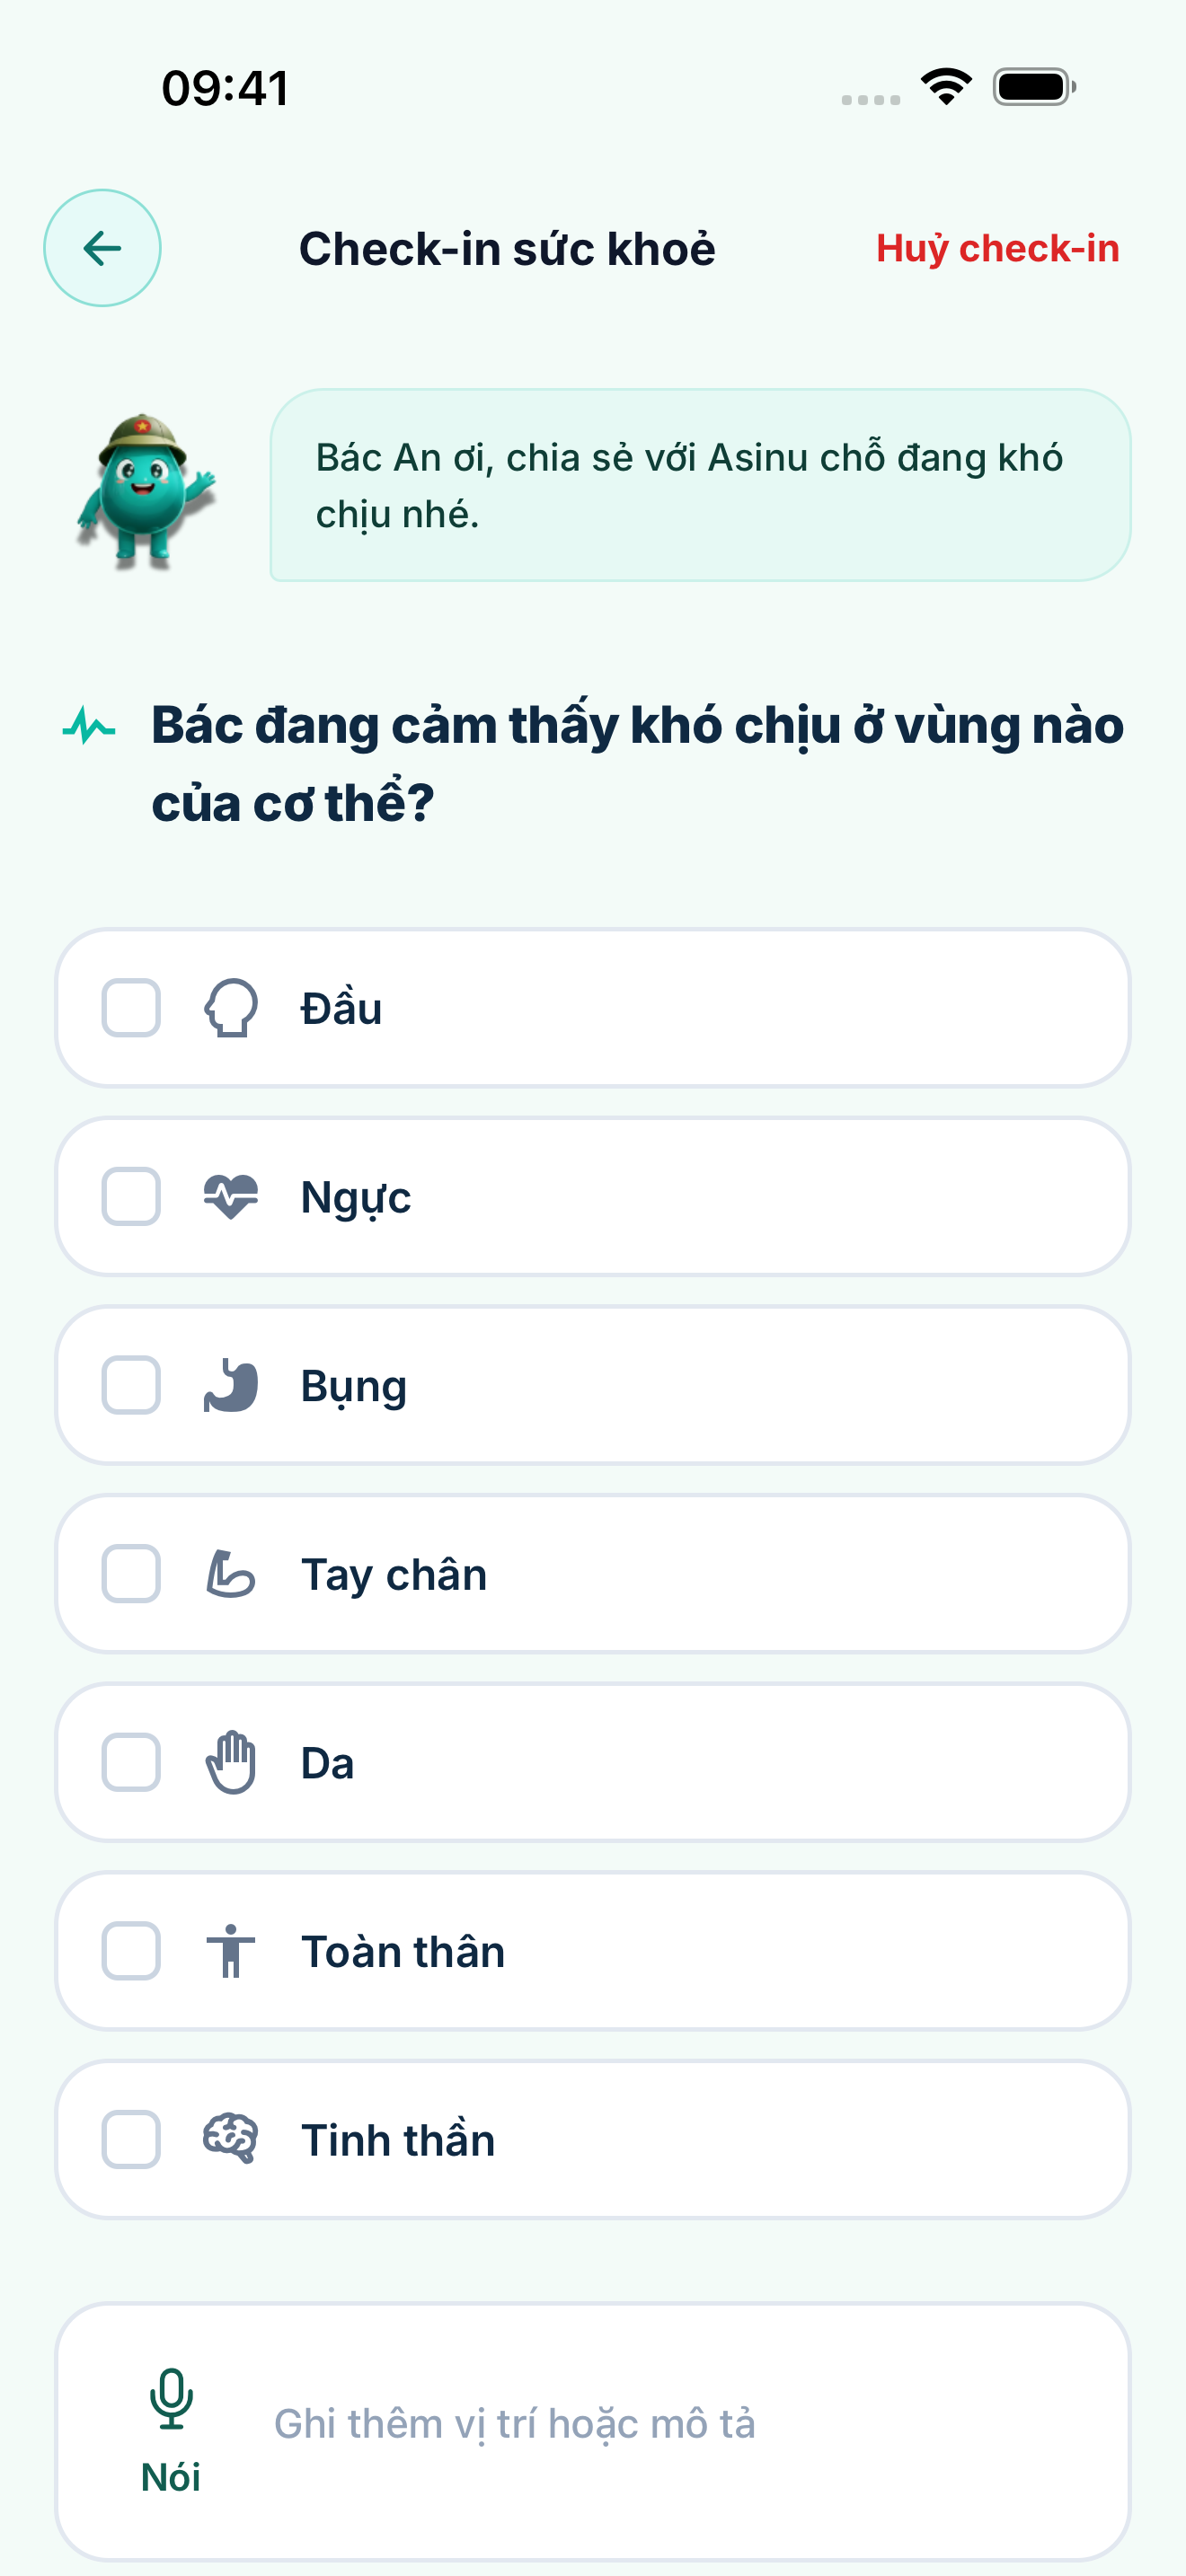 09:41
Check-in sức khoẻ
Huỷ check-in
Bác An ơi, chia sẻ với Asinu chỗ đang khó
chịu nhé.
Bác đang cảm thấy khó chịu ở vùng nào
của cơ thể?
Đầu
Ngực
Bụng
Tay chân
Da
Toàn thân
Tinh thần
Ghi thêm vị trí hoặc mô tả
Nói